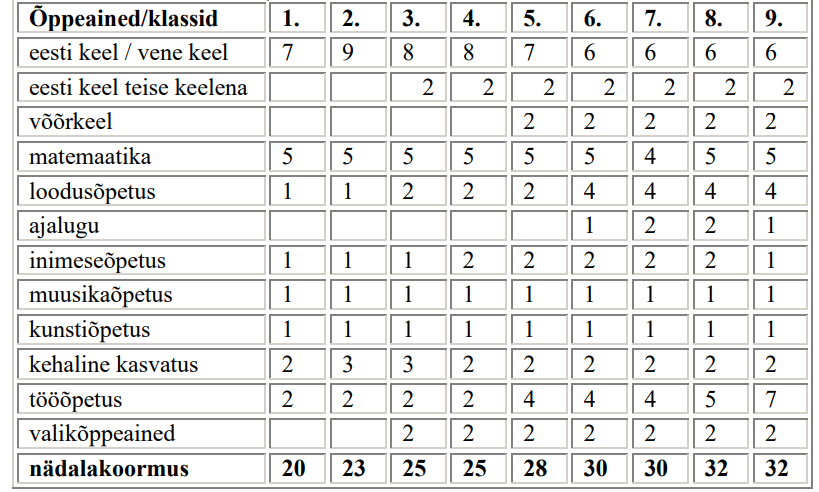 Õppeained/klassid 1. 2. 3. 4. 5. 6. 7. 8. 9.
eesti keel / vene keel 7 9 8 8 7 6 6 6 6
eesti keel teise keelena 2 2 2 2 2 2 2
võõrkeel 2 2 2 2 2
matemaatika 5 5 5 5 5 5 4 5 5
loodusõpetus 1 1 2 2 2 4 4 4 4
ajalugu 1 2 2 1
inimeseõpetus 1 1 1 2 2 2 2 2 1
muusikaõpetus 1 1 1 1 1 1 1 1 1
kunstiõpetus 1 1 1 1 1 1 1 1 1
kehaline kasvatus 2 3 3 2 2 2 2 2 2
tööõpetus 2 2 2 2 4 4 4 5 7
valikõppeained 2 2 2 2 2 2 2
nädalakoormus 20 23 25 25 28 30 30 32 32